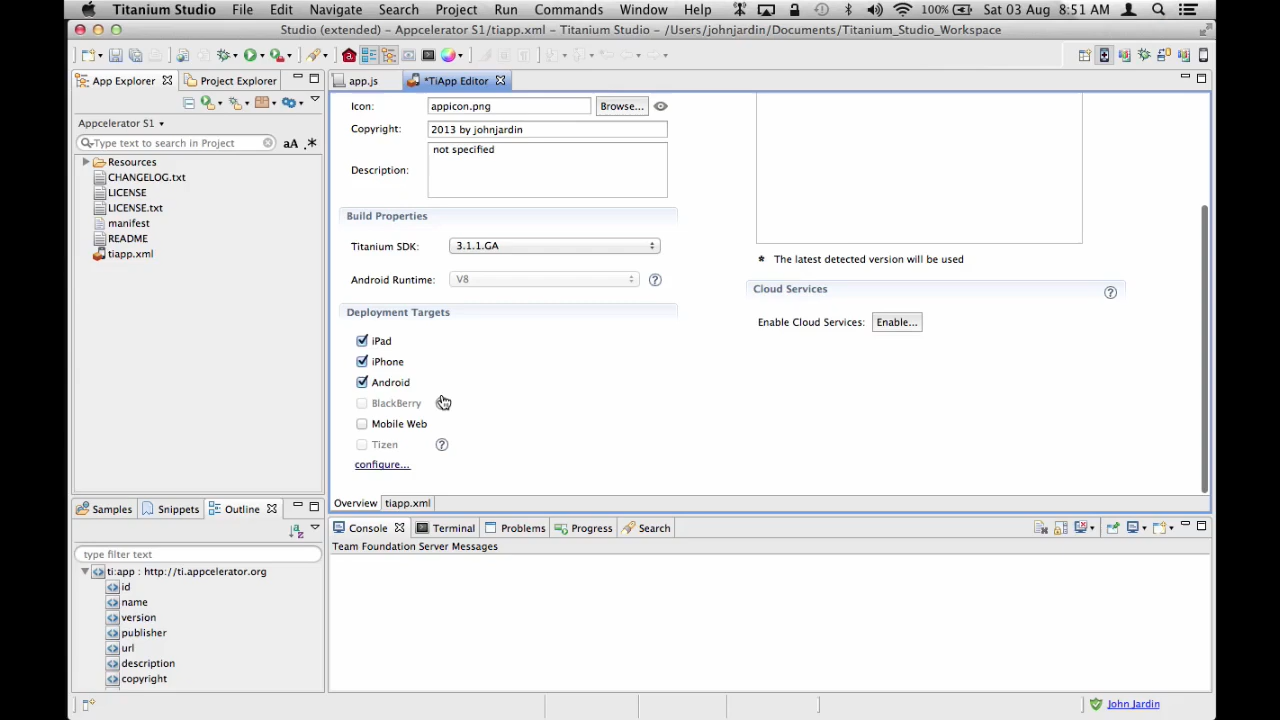 Titanium Studio File Edit Navigate Search Project Run Commands Window Help 100% Sat 03 Aug 8:51 AM
Studio (extended) - Appcelerator S1/tiapp.xml - Titanium Studio - /Users/johnjardin/Documents/Titanium_Studio_Workspace
App Explorer Project Explorer
app.js *TiApp Editor
Appcelerator S1
Type text to search in Project aA .*
Resources
CHANGELOG.txt
LICENSE
LICENSE.txt
manifest
README
tiapp.xml
Icon: appicon.png Browse...
Copyright: 2013 by johnjardin
Description: not specified
Build Properties
Titanium SDK: 3.1.1.GA
Android Runtime: V8 ?
Deployment Targets
iPad
iPhone
Android
BlackBerry
Mobile Web
Tizen ?
configure...
* The latest detected version will be used
Cloud Services ?
Enable Cloud Services: Enable...
Overview tiapp.xml
Samples Snippets Outline
type filter text
ti:app : http://ti.appcelerator.org
id
name
version
publisher
url
description
copyright
Console Terminal Problems Progress Search
Team Foundation Server Messages
John Jardin